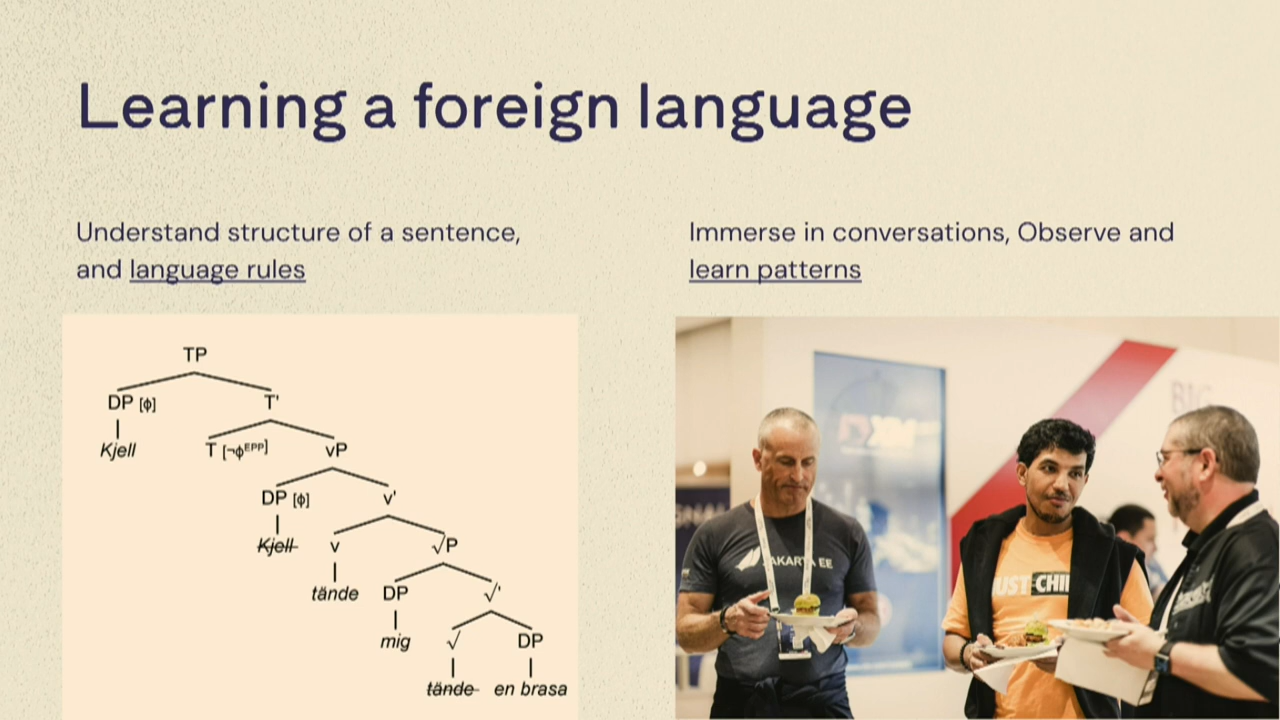 Learning a foreign language
Understand structure of a sentence,
and language rules
Immerse in conversations, Observe and
learn patterns
TP
DP [ϕ] T'
Kjell T [¬ϕᴱᴾᴾ] vP
DP [ϕ] v'
Kjell v √P
tände DP √'
mig √ DP
tände en brasa
JAKARTA EE
BIG